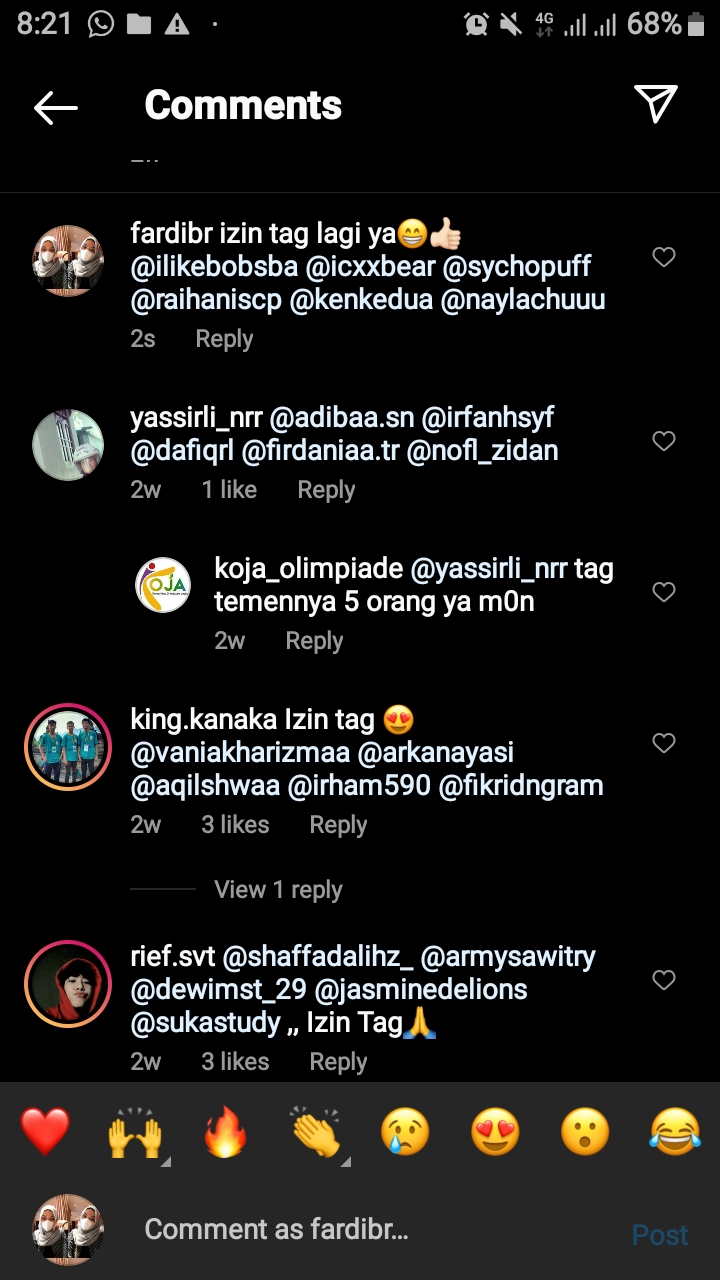 8:21 4G 68%
Comments
fardibr izin tag lagi ya😁👍🏻
@ilikebobsba @icxxbear @sychopuff
@raihaniscp @kenkedua @naylachuuu
2s Reply
yassirli_nrr @adibaa.sn @irfanhsyf
@dafiqrl @firdaniaa.tr @nofl_zidan
2w 1 like Reply
OJA
koja_olimpiade @yassirli_nrr tag
temennya 5 orang ya m0n
2w Reply
king.kanaka Izin tag 😍
@vaniakharizmaa @arkanayasi
@aqilshwaa @irham590 @fikridngram
2w 3 likes Reply
View 1 reply
rief.svt @shaffadalihz_ @armysawitry
@dewimst_29 @jasminedelions
@sukastudy ,, Izin Tag🙏
2w 3 likes Reply
❤️ 🙌 🔥 👏 😢 😍 😮 😂
Comment as fardibr...
Post